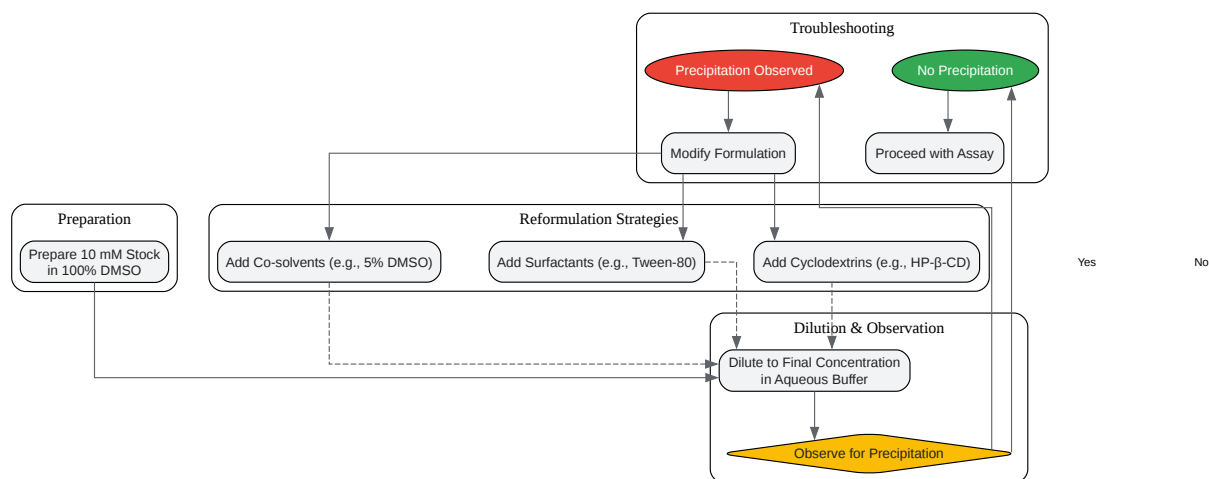 Troubleshooting
Precipitation Observed
No Precipitation
Modify Formulation
Proceed with Assay
Preparation
Prepare 10 mM Stock
in 100% DMSO
Reformulation Strategies
Add Co-solvents (e.g., 5% DMSO)
Add Surfactants (e.g., Tween-80)
Add Cyclodextrins (e.g., HP-β-CD)
Yes
No
Dilution & Observation
Dilute to Final Concentration
in Aqueous Buffer
Observe for Precipitation